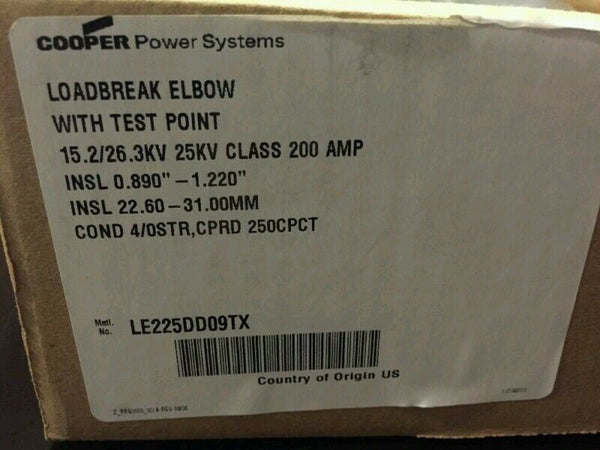 COOPER Power Systems
LOADBREAK ELBOW
WITH TEST POINT
15.2/26.3KV 25KV CLASS 200 AMP
INSL 0.890"–1.220"
INSL 22.60–31.00MM
COND 4/0STR,CPRD 250CPCT
Matl. No. LE225DD09TX
Country of Origin US